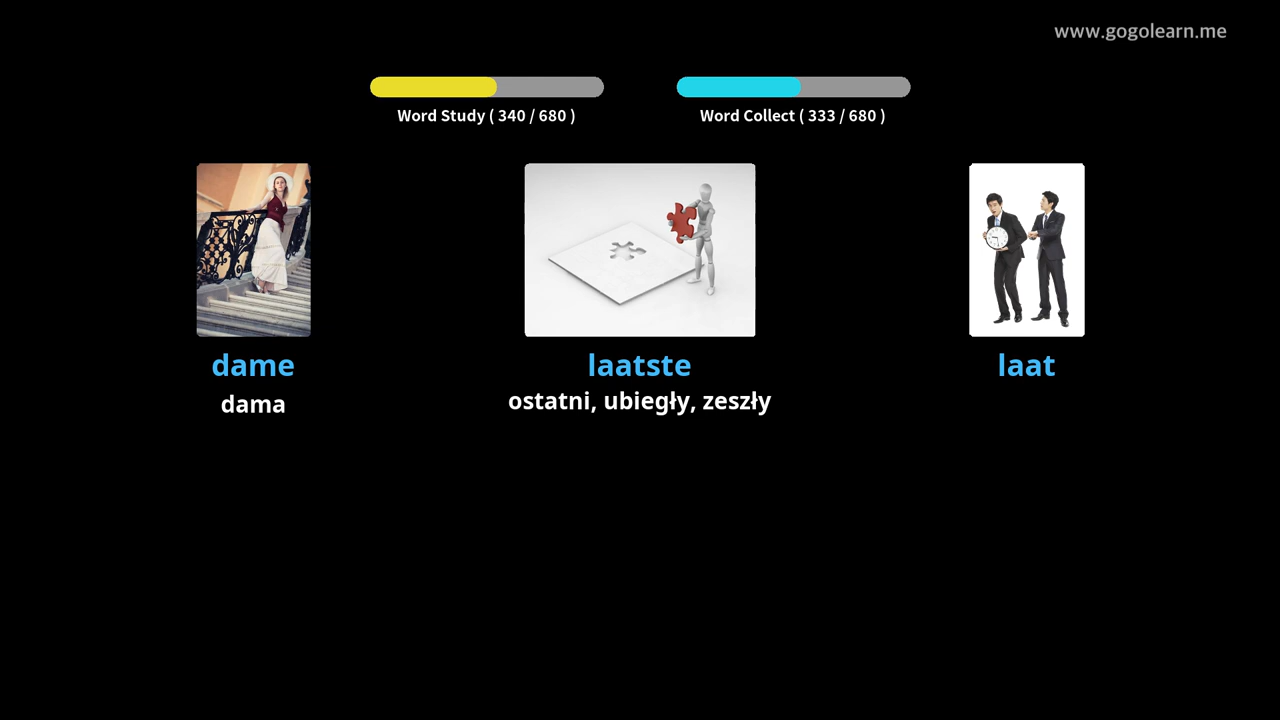 www.gogolearn.me
Word Study ( 340 / 680 )
Word Collect ( 333 / 680 )
dame
dama
laatste
ostatni, ubiegły, zeszły
laat